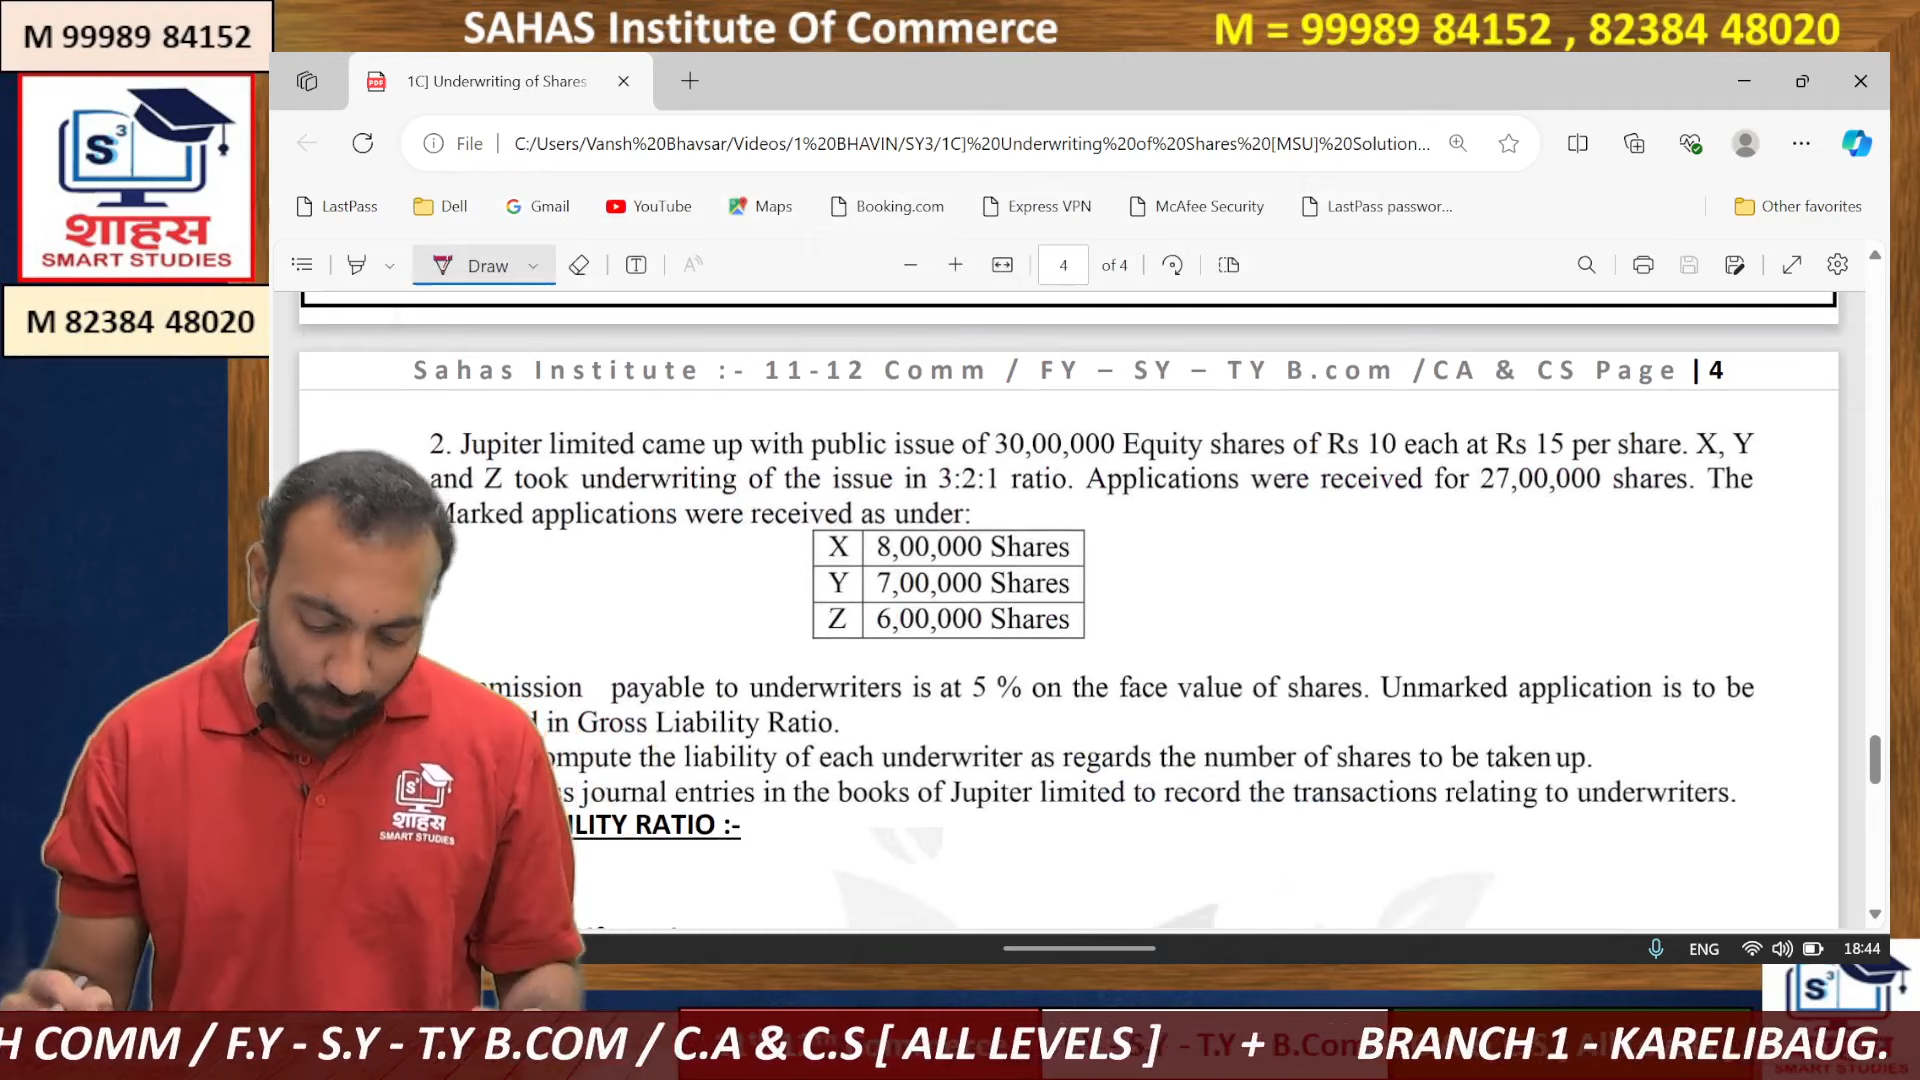 M 99989 84152
SAHAS Institute Of Commerce
M = 99989 84152 , 82384 48020
S3
शाहस
SMART STUDIES
M 82384 48020
1C] Underwriting of Shares
File
C:/Users/Vansh%20Bhavsar/Videos/1%20BHAVIN/SY3/1C]%20Underwriting%20of%20Shares%20[MSU]%20Solution...
LastPass
Dell
Gmail
YouTube
Maps
Booking.com
Express VPN
McAfee Security
LastPass passwor...
Other favorites
Draw
4 of 4
Sahas Institute :- 11-12 Comm / FY – SY – TY B.com /CA & CS Page | 4
2. Jupiter limited came up with public issue of 30,00,000 Equity shares of Rs 10 each at Rs 15 per share. X, Y
and Z took underwriting of the issue in 3:2:1 ratio. Applications were received for 27,00,000 shares. The
Marked applications were received as under:
X 8,00,000 Shares
Y 7,00,000 Shares
Z 6,00,000 Shares
mission payable to underwriters is at 5 % on the face value of shares. Unmarked application is to be
in Gross Liability Ratio.
ompute the liability of each underwriter as regards the number of shares to be taken up.
s journal entries in the books of Jupiter limited to record the transactions relating to underwriters.
ILITY RATIO :-
शाहस
SMART STUDIES
ENG
18:44
S3
H COMM / F.Y - S.Y - T.Y B.COM / C.A & C.S [ ALL LEVELS ] + BRANCH 1 - KARELIBAUG.